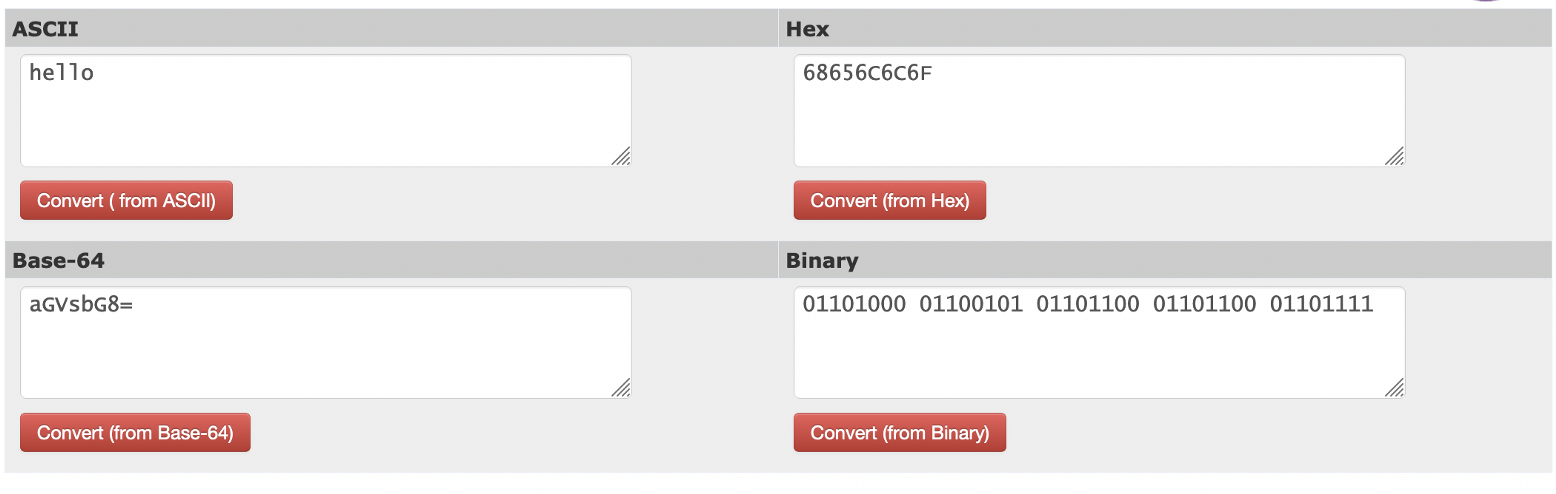 ASCII
Hex
hello
68656C6C6F
Convert ( from ASCII)
Convert (from Hex)
Base-64
Binary
aGVsbG8=
01101000 01100101 01101100 01101100 01101111
Convert (from Base-64)
Convert (from Binary)